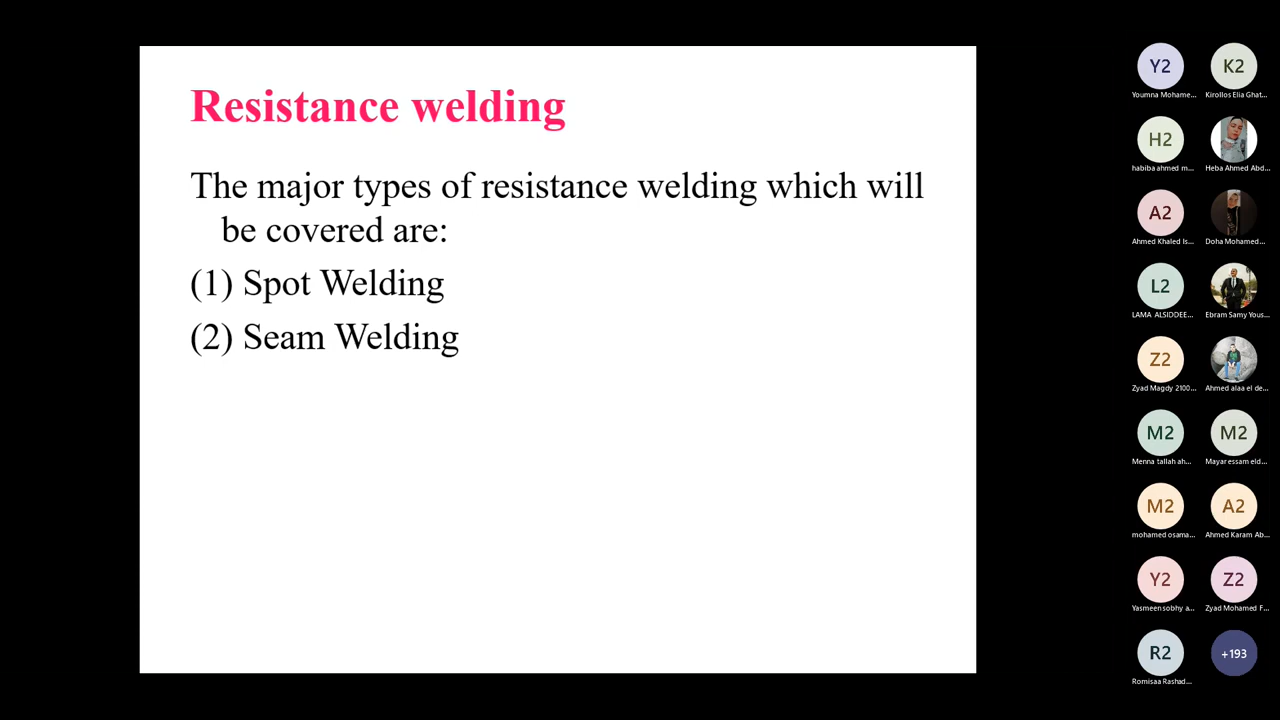 Resistance welding
The major types of resistance welding which will
be covered are:
(1) Spot Welding
(2) Seam Welding
Y2
K2
Youmna Mohame...
Kirollos Elia Ghat...
H2
habiba ahmed m...
Heba Ahmed Abd...
A2
Ahmed Khaled Is...
Doha Mohamed...
L2
LAMA ALSIDDEE...
Ebram Samy Yous...
Z2
Zyad Magdy 2100...
Ahmed alaa el de...
M2
M2
Menna tallah ah...
Mayar essam eld...
M2
A2
mohamed osama...
Ahmed Karam Ab...
Y2
Z2
Yasmeen sobhy a...
Zyad Mohamed F...
R2
+193
Romisaa Rashad...